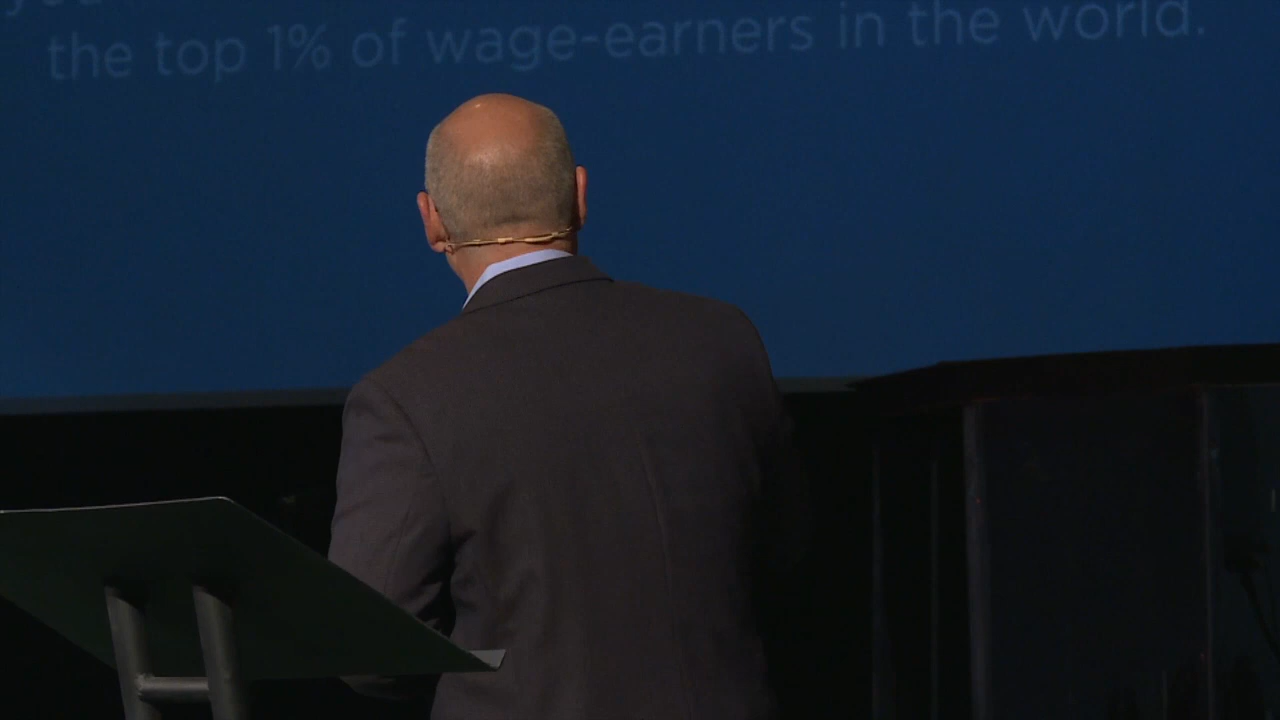 the top 1% of wage-earners in the world.